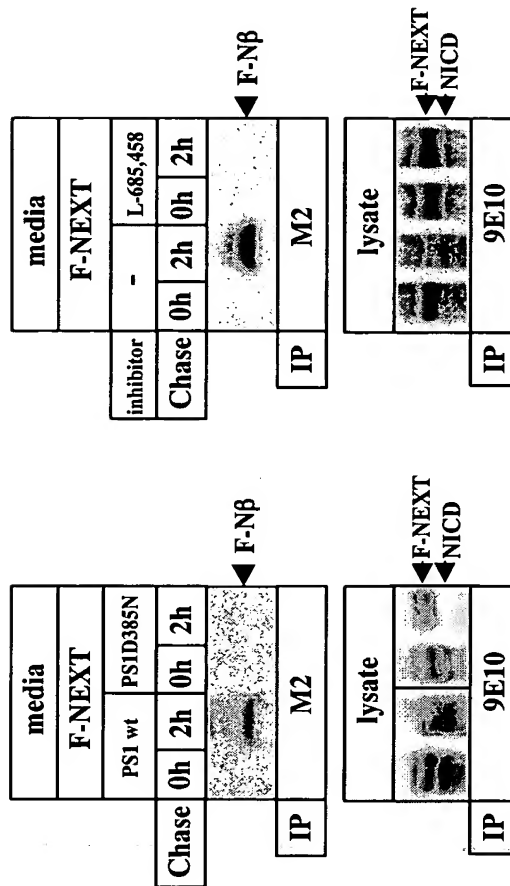 media
F-NEXT
PS1 wt PS1D385N
Chase 0h 2h 0h 2h
F-Nβ
IP M2
lysate
F-NEXT
NICD
IP 9E10
media
F-NEXT
inhibitor - L-685,458
Chase 0h 2h 0h 2h
F-Nβ
IP M2
lysate
F-NEXT
NICD
IP 9E10